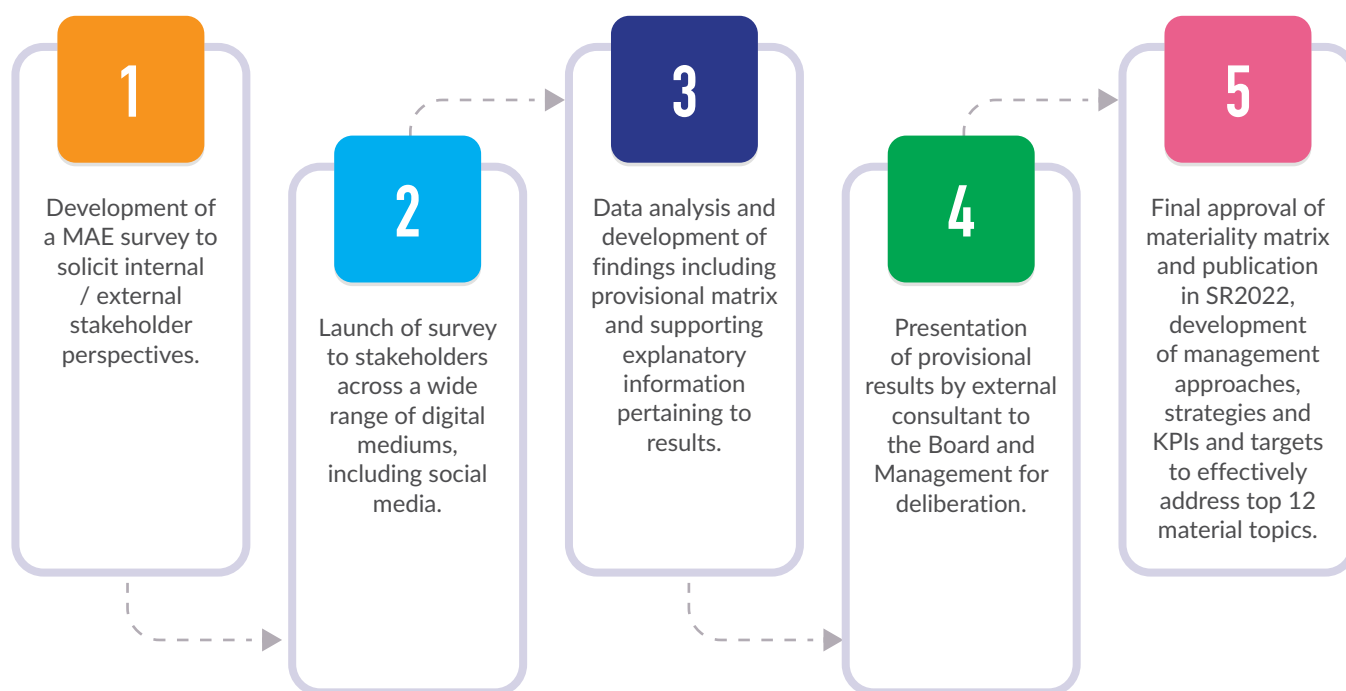 1
Development of
a MAE survey to
solicit internal
/ external
stakeholder
perspectives.
2
Launch of survey
to stakeholders
across a wide
range of digital
mediums,
including social
media.
3
Data analysis and
development of
findings including
provisional matrix
and supporting
explanatory
information
pertaining to
results.
4
Presentation
of provisional
results by external
consultant to
the Board and
Management for
deliberation.
5
Final approval of
materiality matrix
and publication
in SR2022,
development
of management
approaches,
strategies and
KPIs and targets
to effectively
address top 12
material topics.